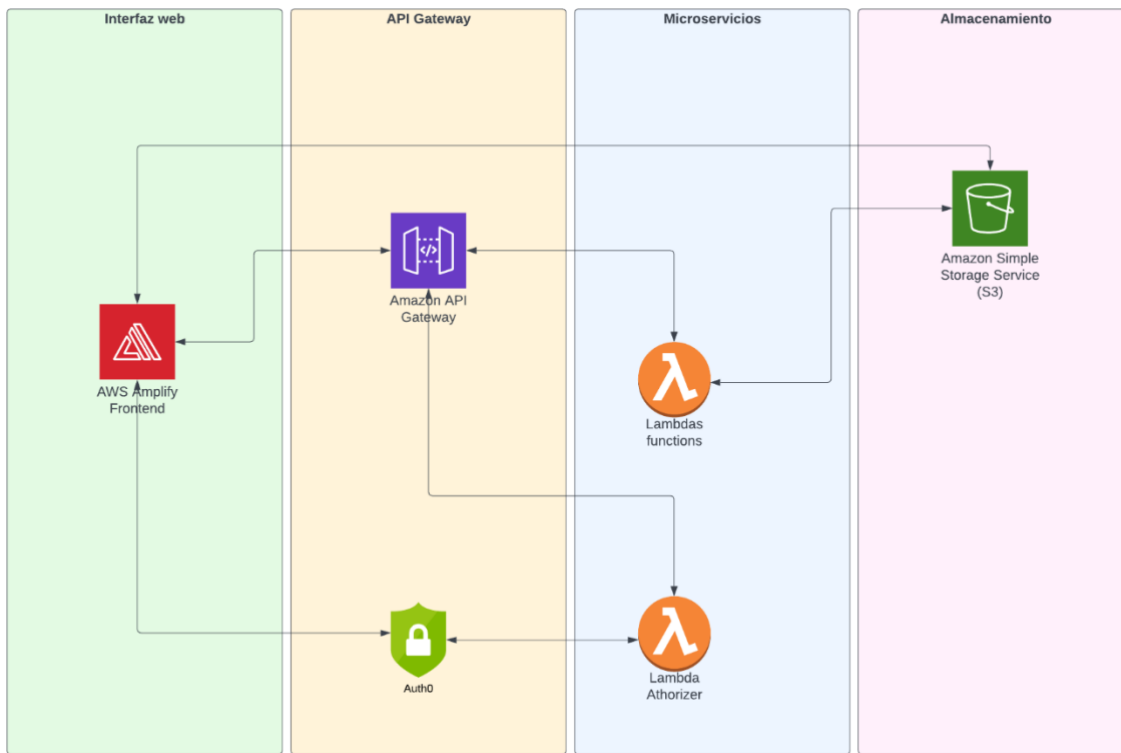 Interfaz web
API Gateway
Microservicios
Almacenamiento
Amazon Simple
Storage Service
(S3)
Amazon API
Gateway
AWS Amplify
Frontend
Lambdas
functions
Auth0
Lambda
Athorizer